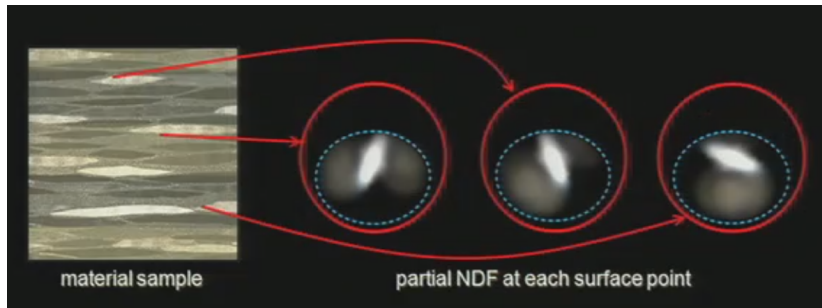 material sample
partial NDF at each surface point